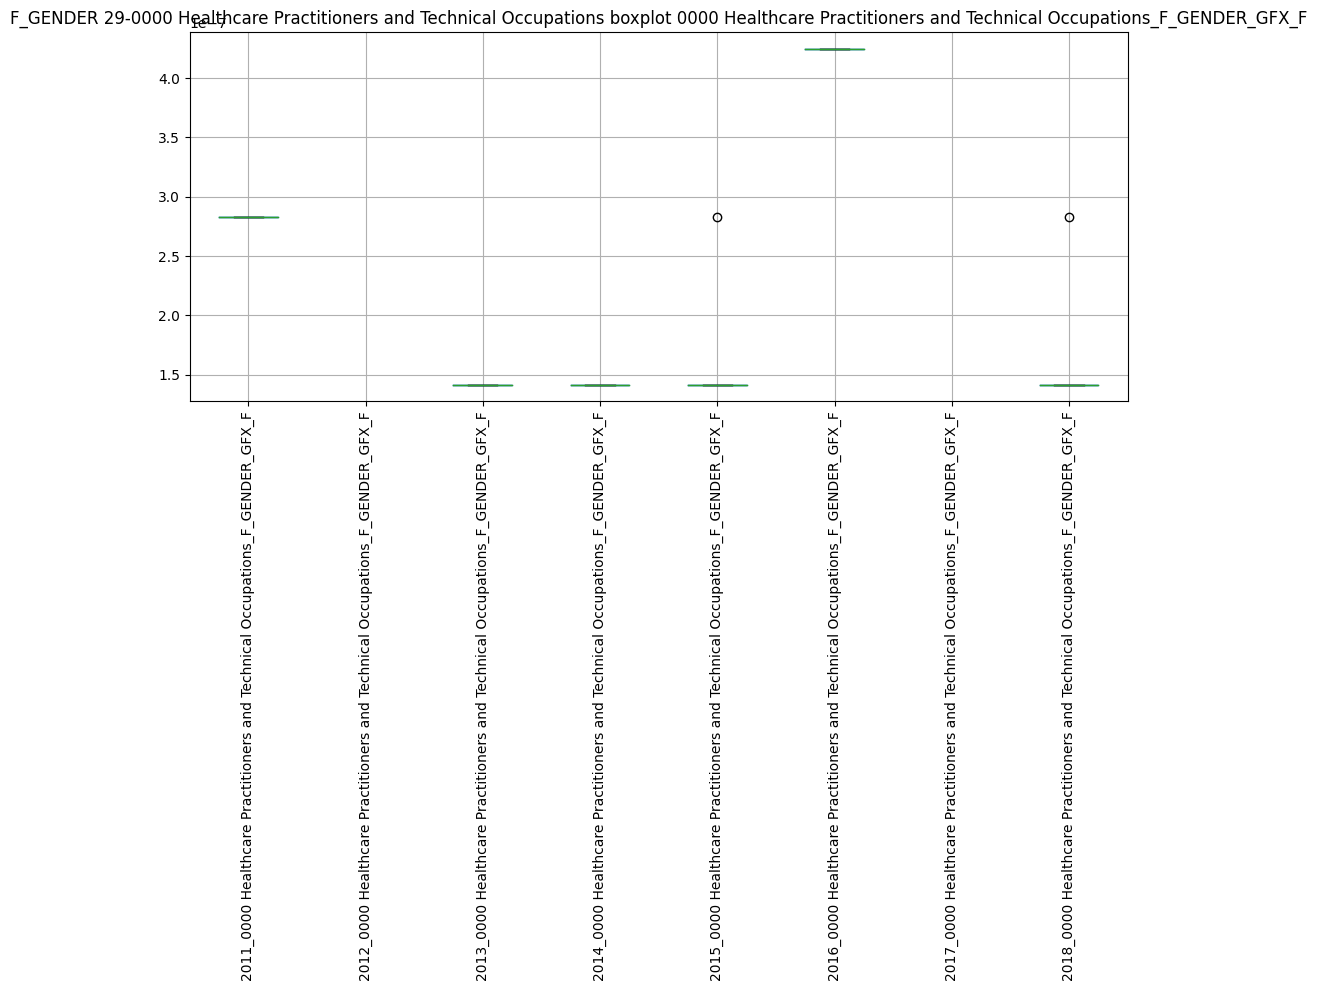 F_GENDER 29-0000 Healthcare Practitioners and Technical Occupations boxplot 0000 Healthcare Practitioners and Technical Occupations_F_GENDER_GFX_F
1e−7
4.0
3.5
3.0
2.5
2.0
1.5
2011_0000 Healthcare Practitioners and Technical Occupations_F_GENDER_GFX_F
2012_0000 Healthcare Practitioners and Technical Occupations_F_GENDER_GFX_F
2013_0000 Healthcare Practitioners and Technical Occupations_F_GENDER_GFX_F
2014_0000 Healthcare Practitioners and Technical Occupations_F_GENDER_GFX_F
2015_0000 Healthcare Practitioners and Technical Occupations_F_GENDER_GFX_F
2016_0000 Healthcare Practitioners and Technical Occupations_F_GENDER_GFX_F
2017_0000 Healthcare Practitioners and Technical Occupations_F_GENDER_GFX_F
2018_0000 Healthcare Practitioners and Technical Occupations_F_GENDER_GFX_F